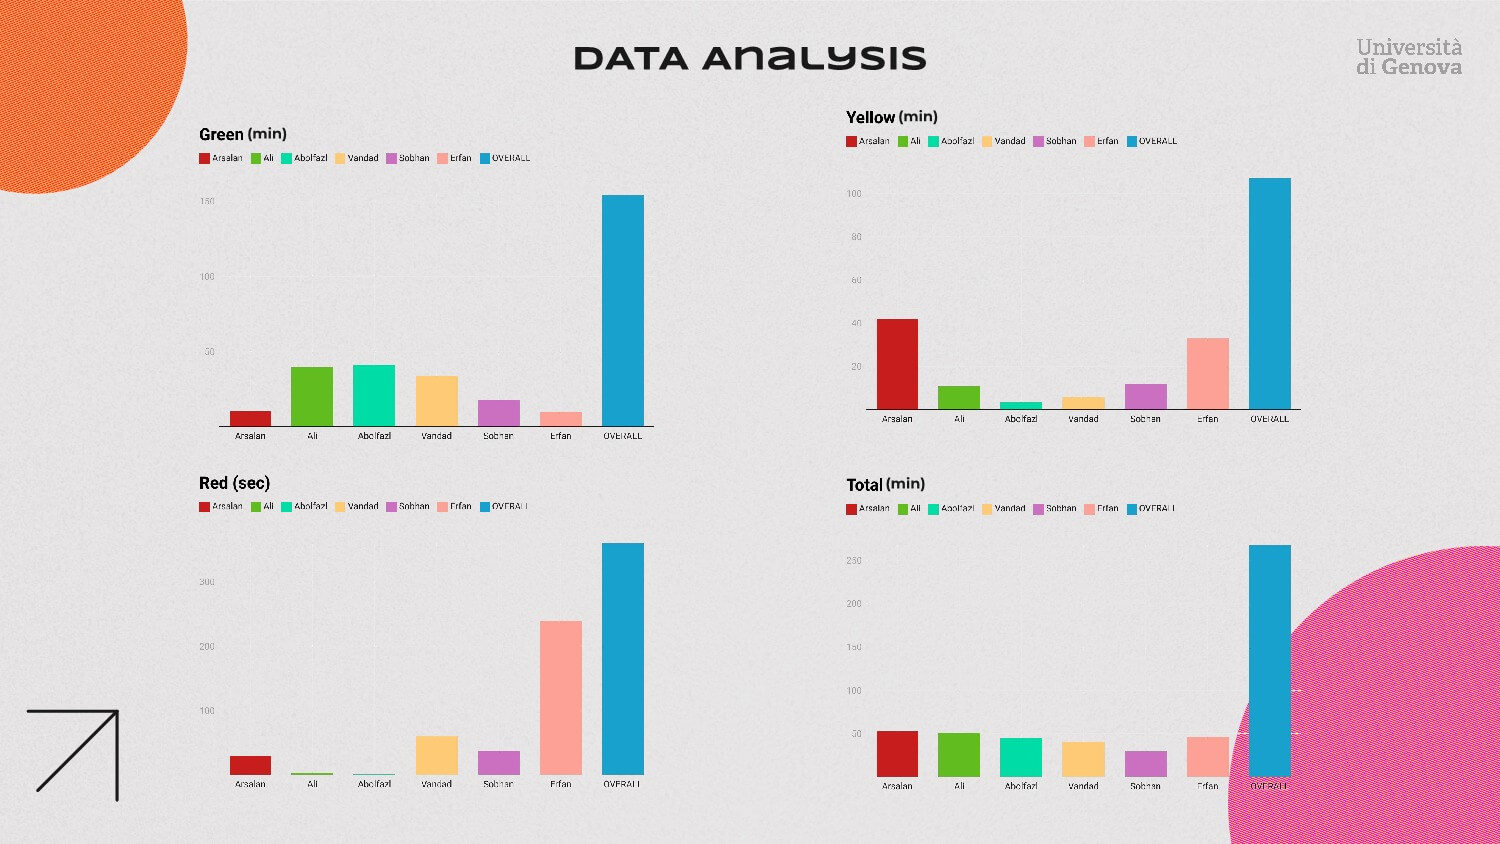 DATA Analysis
Università
di Genova
Green (min)
Arsalan Ali Abolfazl Vandad Sobhan Erfan OVERALL
150
100
50
Arsalan Ali Abolfazl Vandad Sobhan Erfan OVERALL
Yellow (min)
Arsalan Ali Abolfazl Vandad Sobhan Erfan OVERALL
100
80
60
40
20
Arsalan Ali Abolfazl Vandad Sobhan Erfan OVERALL
Red (sec)
Arsalan Ali Abolfazl Vandad Sobhan Erfan OVERALL
300
200
100
Arsalan Ali Abolfazl Vandad Sobhan Erfan OVERALL
Total (min)
Arsalan Ali Abolfazl Vandad Sobhan Erfan OVERALL
250
200
150
100
50
Arsalan Ali Abolfazl Vandad Sobhan Erfan OVERALL